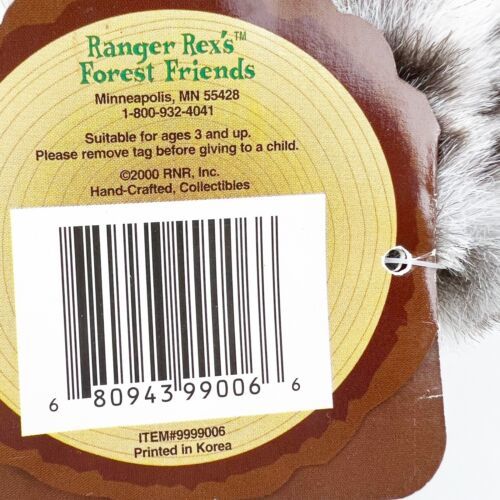 Ranger Rex's™
Forest Friends
Minneapolis, MN 55428
1-800-932-4041
Suitable for ages 3 and up.
Please remove tag before giving to a child.
©2000 RNR, Inc.
Hand-Crafted, Collectibles
6 80943 99006 6
ITEM#9999006
Printed in Korea